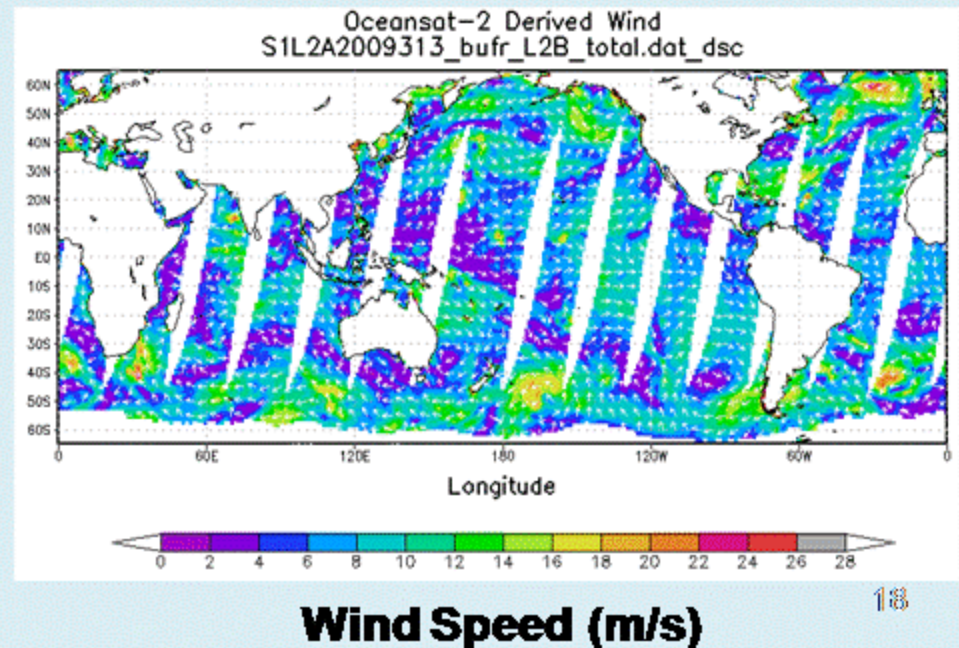 Oceansat-2 Derived Wind
S1L2A2009313_bufr_L2B_total.dat_dsc
60N
50N
40N
30N
20N
10N
EQ
10S
20S
30S
40S
50S
60S
0 60E 120E 180 120W 60W 0
Longitude
0 2 4 6 8 10 12 14 16 18 20 22 24 26 28
18
Wind Speed (m/s)